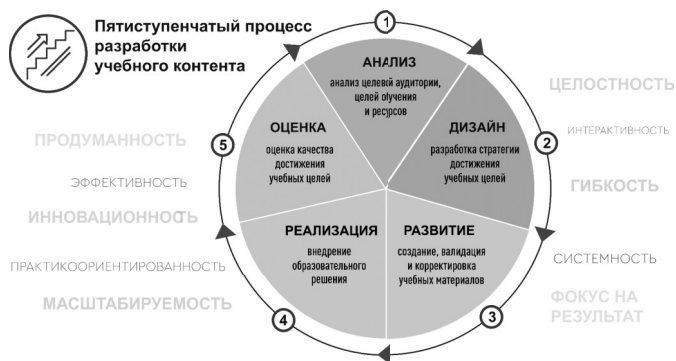 Пятиступенчатый процесс
разработки
учебного контента
1
АНАЛИЗ
анализ целевой аудитории,
целей обучения
и ресурсов
2
ДИЗАЙН
разработка стратегии
достижения
учебных целей
3
РАЗВИТИЕ
создание, валидация
и корректировка
учебных материалов
4
РЕАЛИЗАЦИЯ
внедрение
образовательного
решения
5
ОЦЕНКА
оценка качества
достижения
учебных целей
ПРОДУМАННОСТЬ
ЭФФЕКТИВНОСТЬ
ИННОВАЦИОННОСТЬ
ПРАКТИКООРИЕНТИРОВАННОСТЬ
МАСШТАБИРУЕМОСТЬ
ЦЕЛОСТНОСТЬ
ИНТЕРАКТИВНОСТЬ
ГИБКОСТЬ
СИСТЕМНОСТЬ
ФОКУС НА
РЕЗУЛЬТАТ